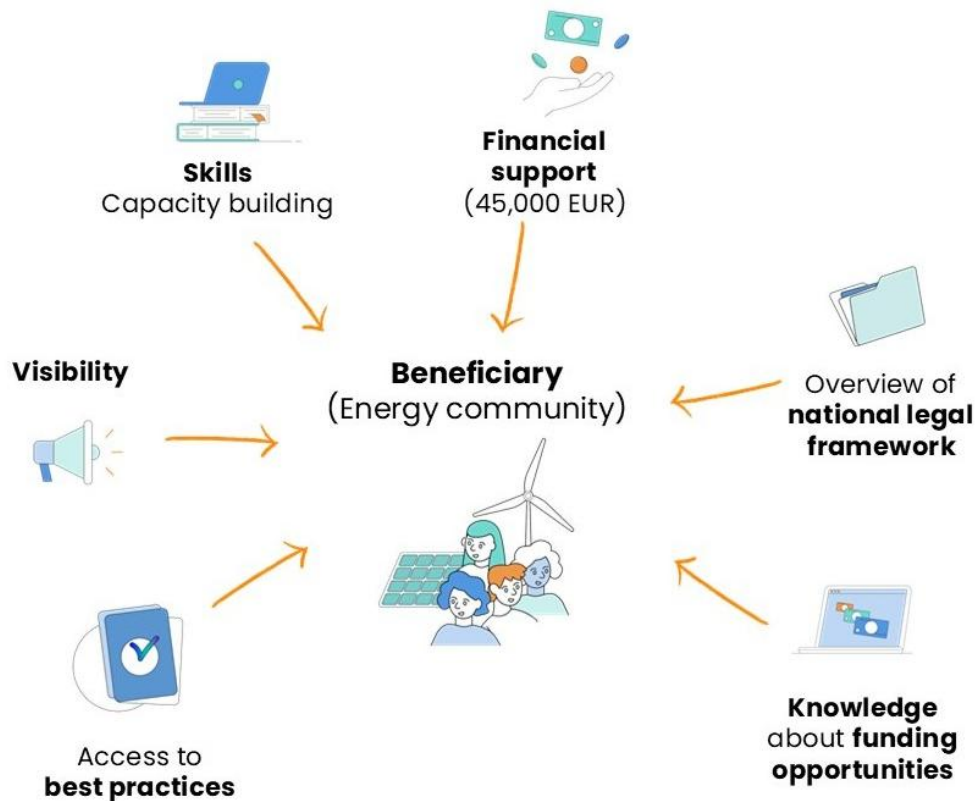 Skills
Capacity building
Financial
support
(45,000 EUR)
Visibility
Beneficiary
(Energy community)
Overview of
national legal
framework
Access to
best practices
Knowledge
about funding
opportunities